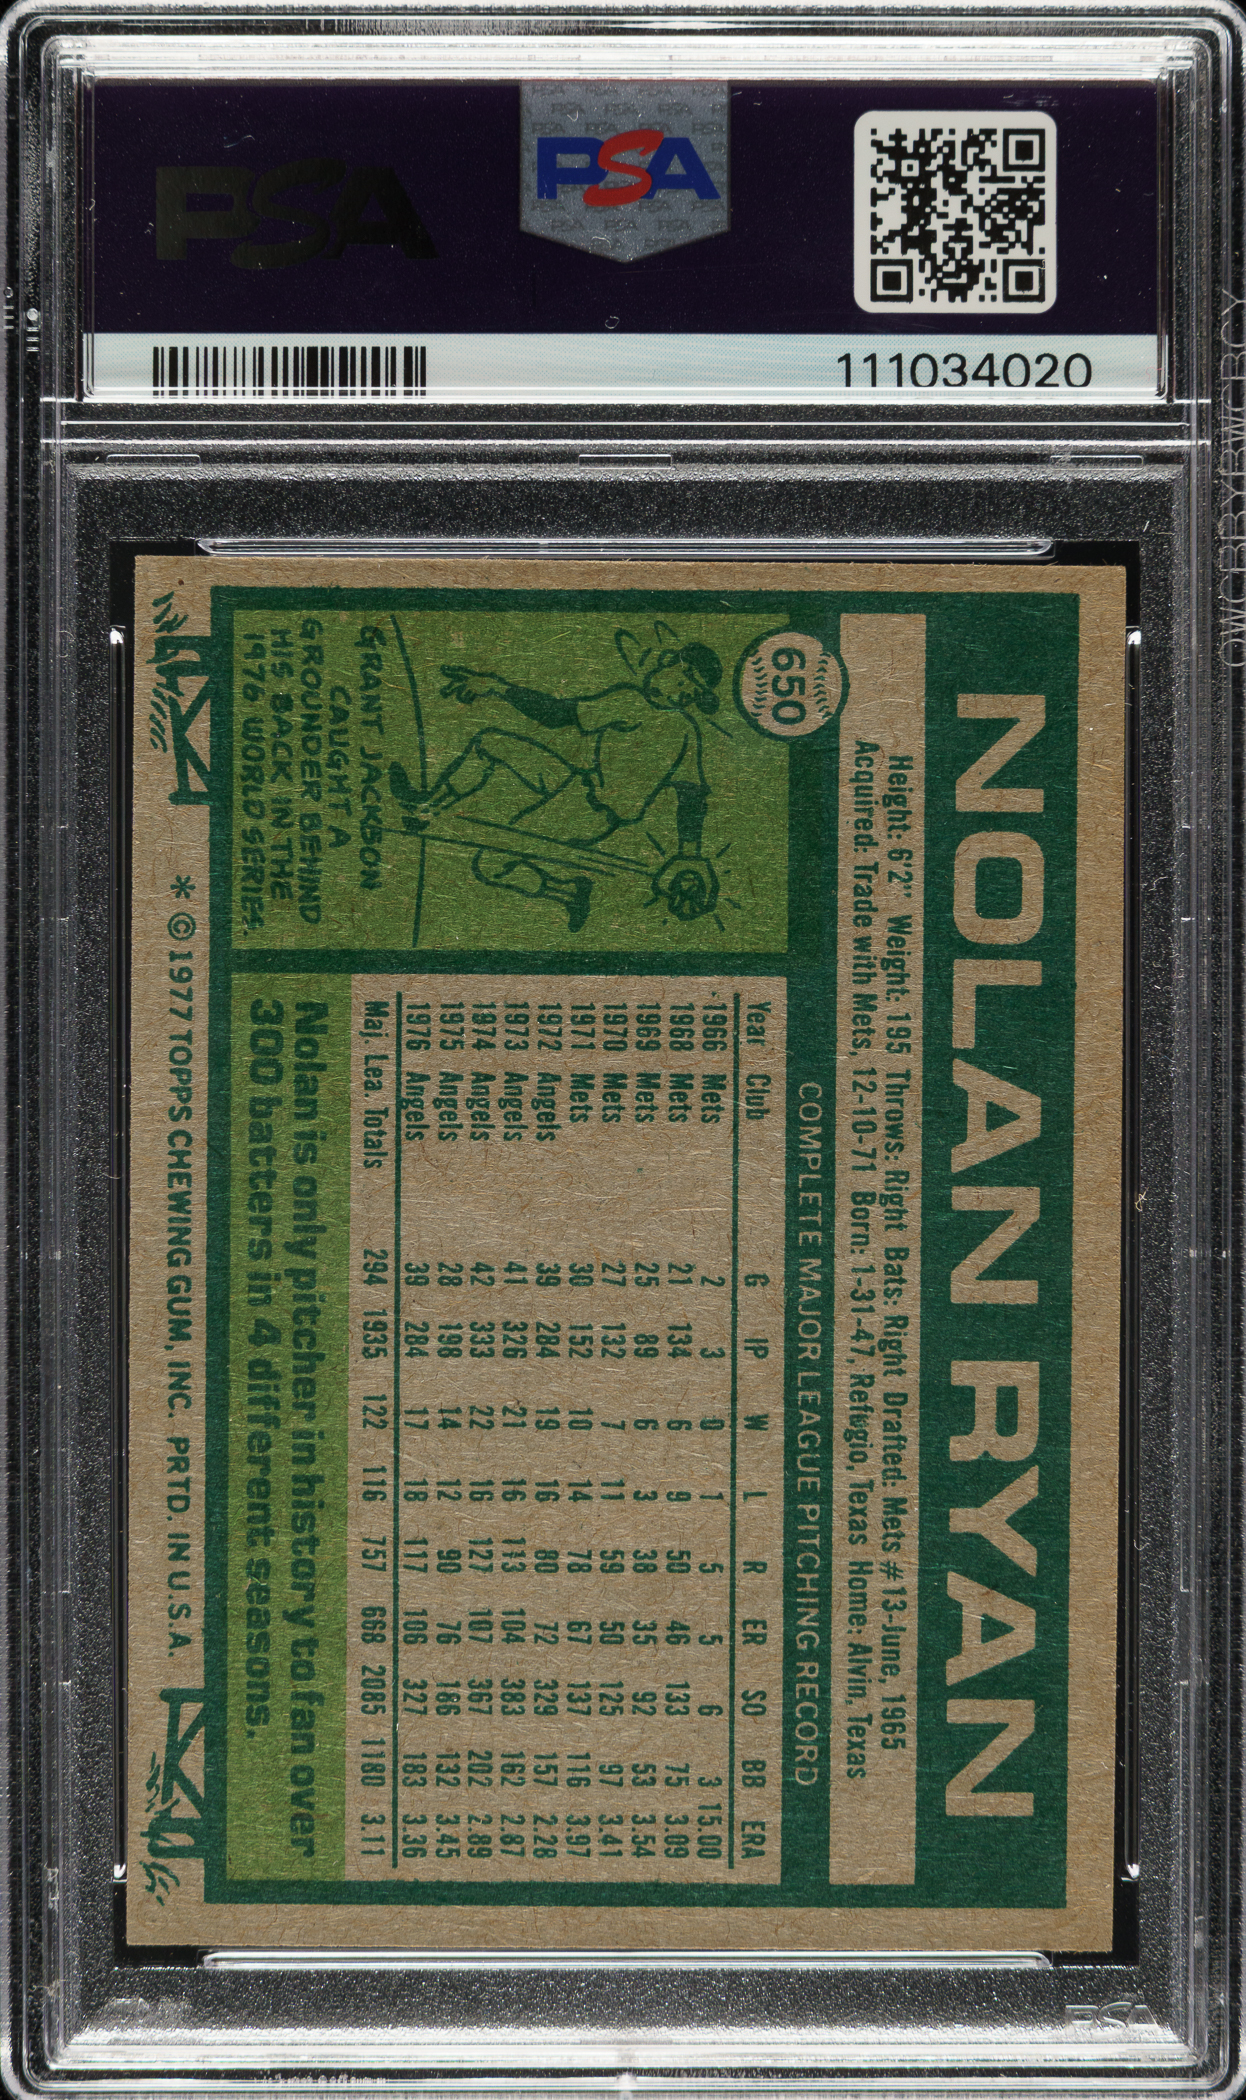 PSA
PSA
111034020
NOLAN RYAN
650
Height: 6'2" Weight: 195 Throws: Right Bats: Right Drafted: Mets #13-June, 1965
Acquired: Trade with Mets, 12-10-71 Born: 1-31-47, Refugio, Texas Home: Alvin, Texas
COMPLETE MAJOR LEAGUE PITCHING RECORD
Year Club G IP W L R ER SO BB ERA
1966 Mets 2 3 0 1 5 5 6 3 15.00
1968 Mets 21 134 6 9 50 46 133 75 3.09
1969 Mets 25 89 6 3 38 35 92 53 3.54
1970 Mets 27 132 7 11 59 50 125 97 3.41
1971 Mets 30 152 10 14 78 67 137 116 3.97
1972 Angels 39 284 19 16 80 72 329 157 2.28
1973 Angels 41 326 21 16 113 104 383 162 2.87
1974 Angels 42 333 22 16 127 107 367 202 2.89
1975 Angels 28 198 14 12 90 76 186 132 3.45
1976 Angels 39 284 17 18 117 106 327 183 3.36
Maj. Lea. Totals 294 1935 122 116 757 668 2085 1180 3.11
GRANT JACKSON
CAUGHT A
GROUNDER BEHIND
HIS BACK IN THE
1976 WORLD SERIES.
Nolan is only pitcher in history to fan over
300 batters in 4 different seasons.
* © 1977 TOPPS CHEWING GUM, INC. PRTD. IN U.S.A.
PSA